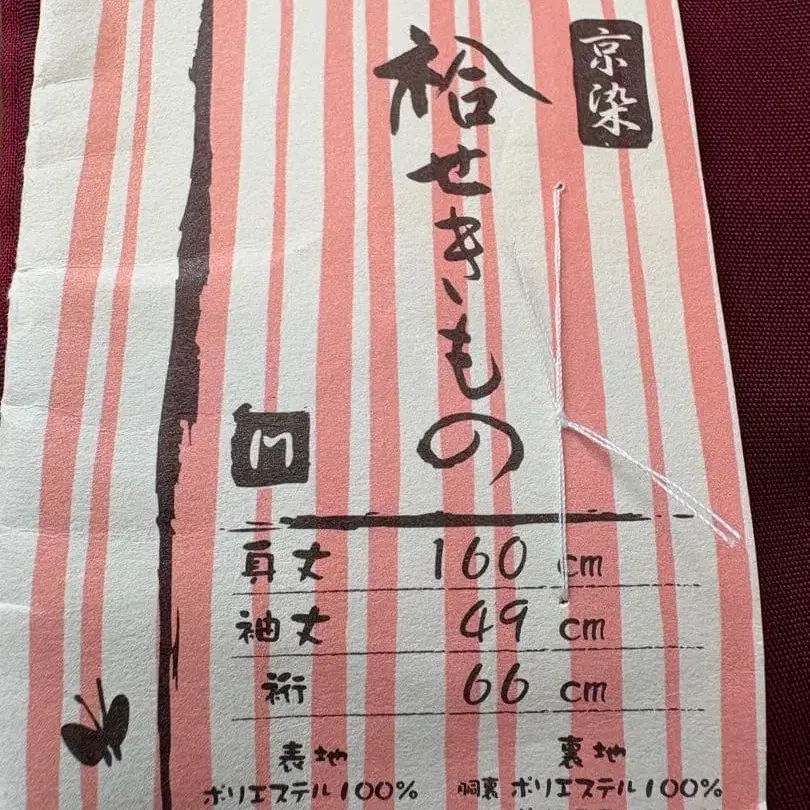 京染
袷せきもの
M
身丈 160 cm
袖丈 49 cm
裄 66 cm
表地
ポリエステル100%
裏地
胴裏 ポリエステル100%